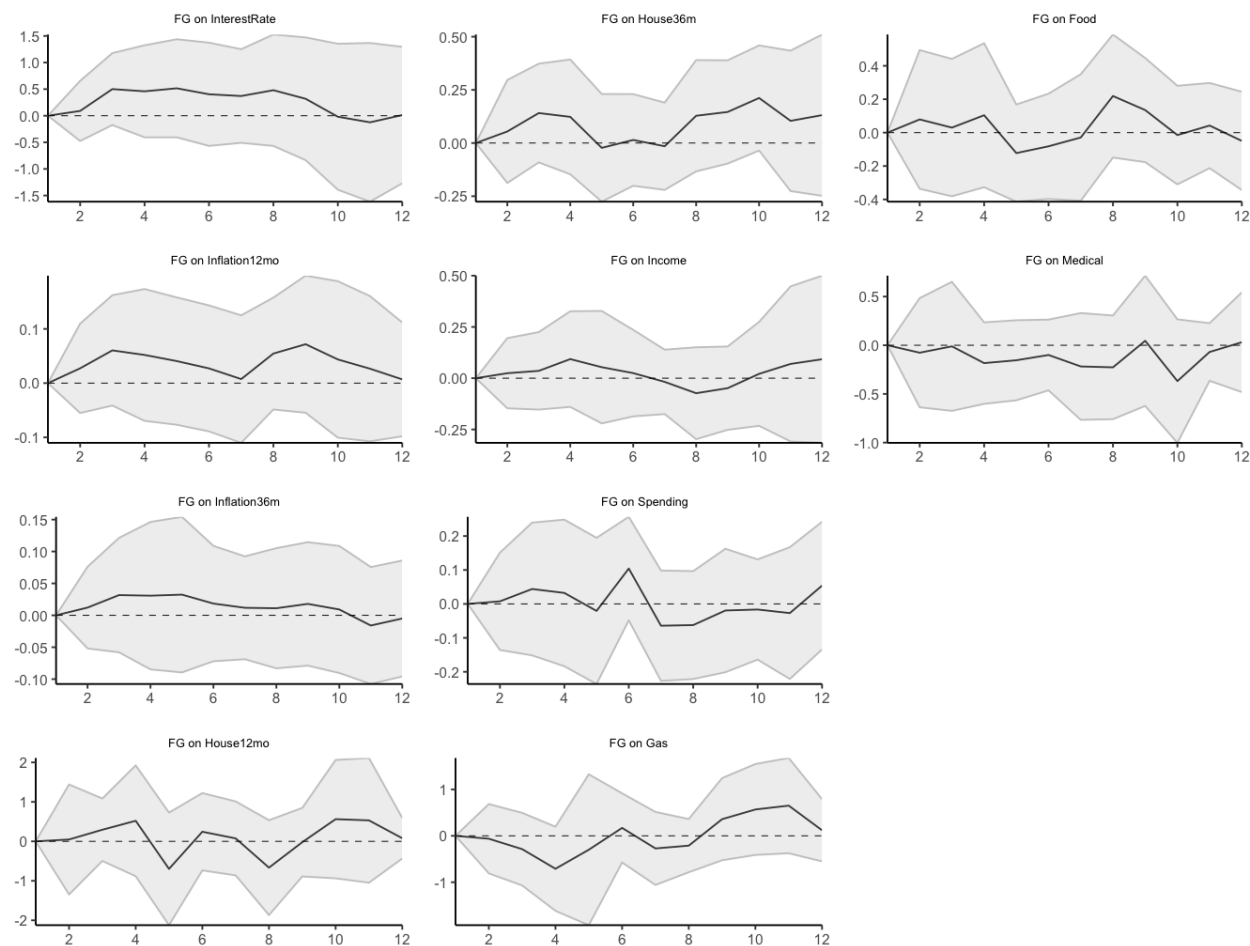 FG on InterestRate
1.5
1.0
0.5
0.0
-0.5
-1.0
-1.5
2 4 6 8 10 12
FG on House36m
0.50
0.25
0.00
-0.25
2 4 6 8 10 12
FG on Food
0.4
0.2
0.0
-0.2
-0.4
2 4 6 8 10 12
FG on Inflation12mo
0.1
0.0
-0.1
2 4 6 8 10 12
FG on Income
0.50
0.25
0.00
-0.25
2 4 6 8 10 12
FG on Medical
0.5
0.0
-0.5
-1.0
2 4 6 8 10 12
FG on Inflation36m
0.15
0.10
0.05
0.00
-0.05
-0.10
2 4 6 8 10 12
FG on Spending
0.2
0.1
0.0
-0.1
-0.2
2 4 6 8 10 12
FG on House12mo
2
1
0
-1
-2
2 4 6 8 10 12
FG on Gas
1
0
-1
2 4 6 8 10 12